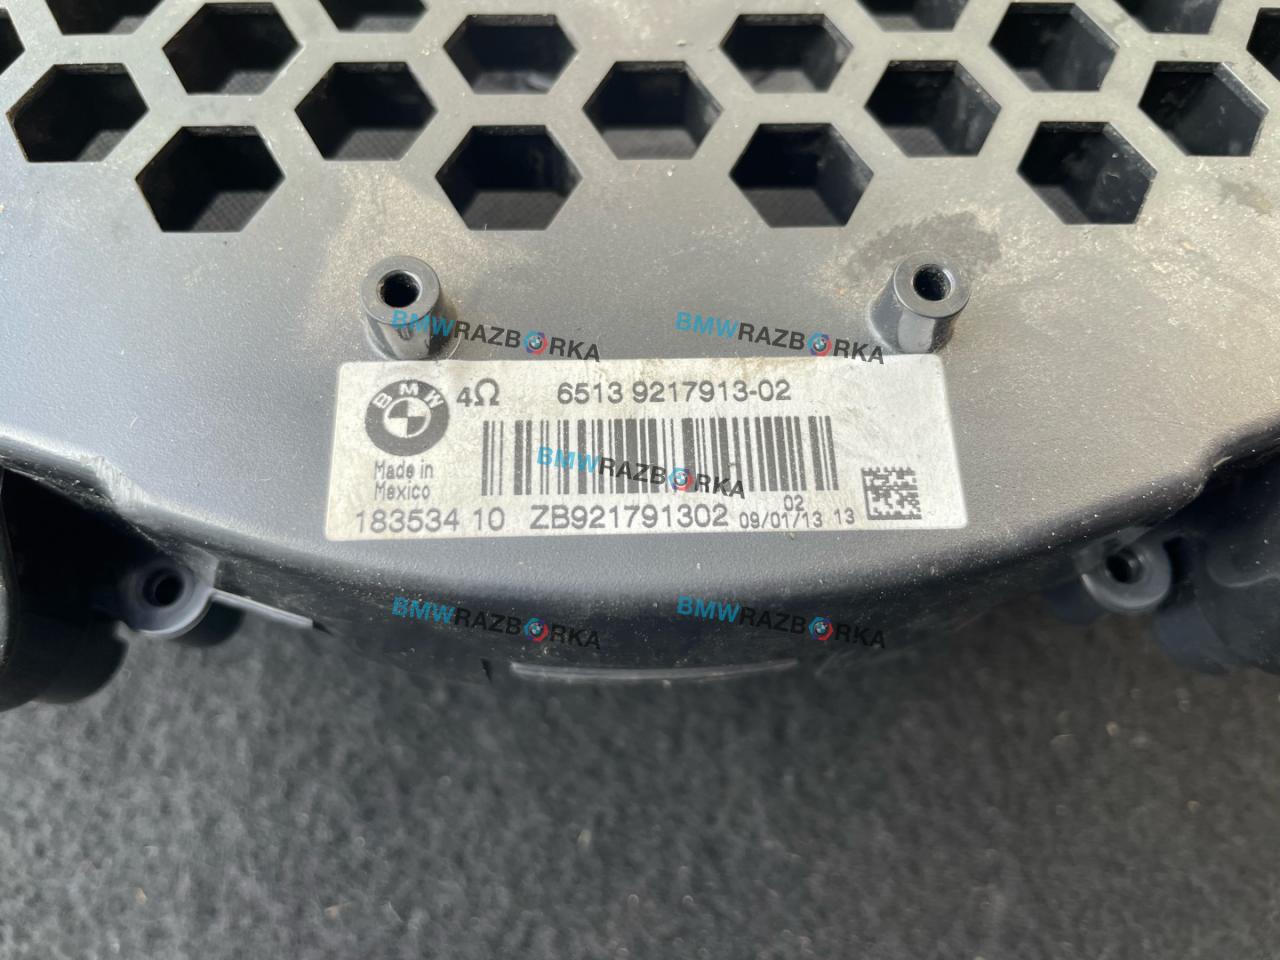 BMWRAZBORKA
BMWRAZBORKA
BMW
4Ω
6513 9217913-02
BMWRAZBORKA
Made in
Mexico
183534 10 ZB921791302 09/01/13 02 13
BMWRAZBORKA
BMWRAZBORKA